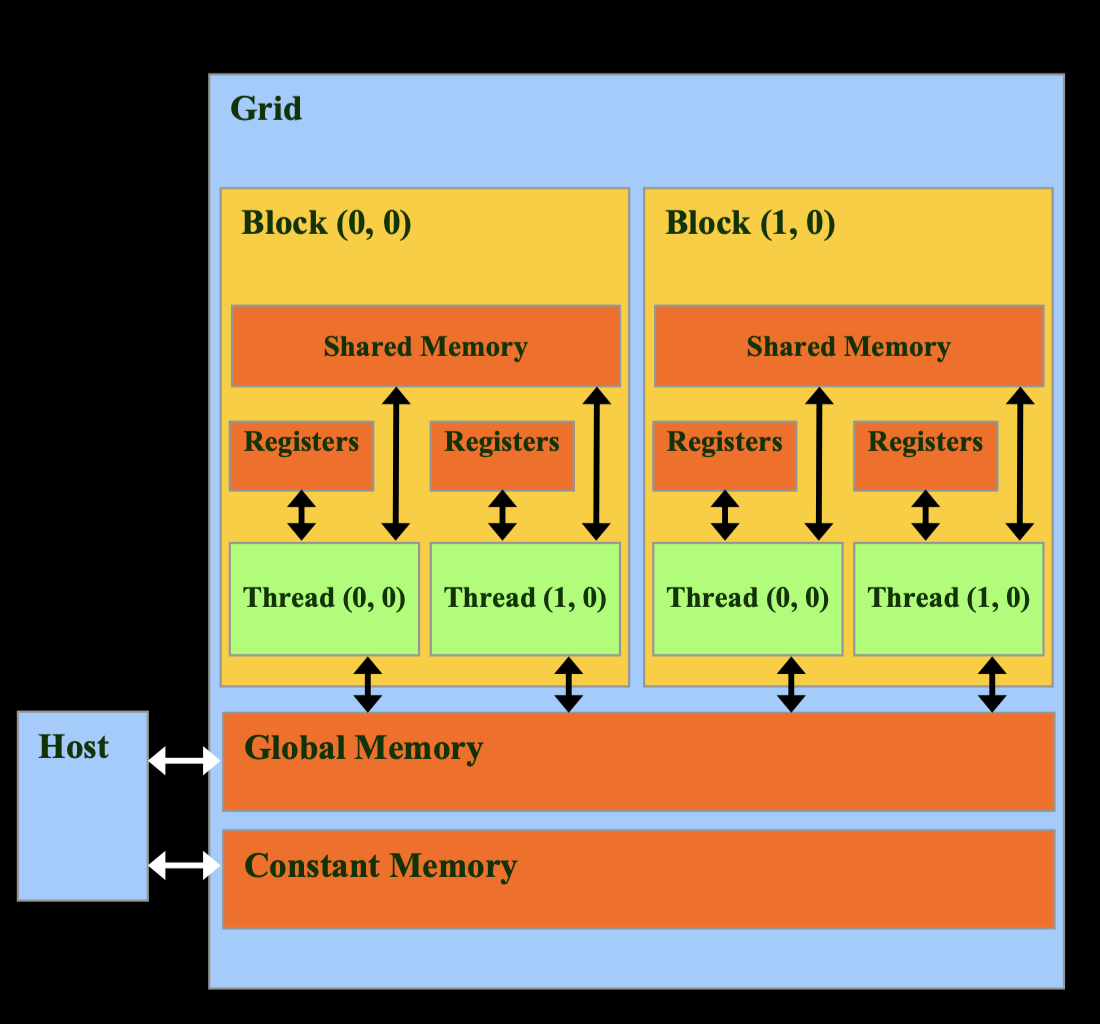 Grid
Block (0, 0)
Block (1, 0)
Shared Memory
Shared Memory
Registers
Registers
Registers
Registers
Thread (0, 0)
Thread (1, 0)
Thread (0, 0)
Thread (1, 0)
Host
Global Memory
Constant Memory